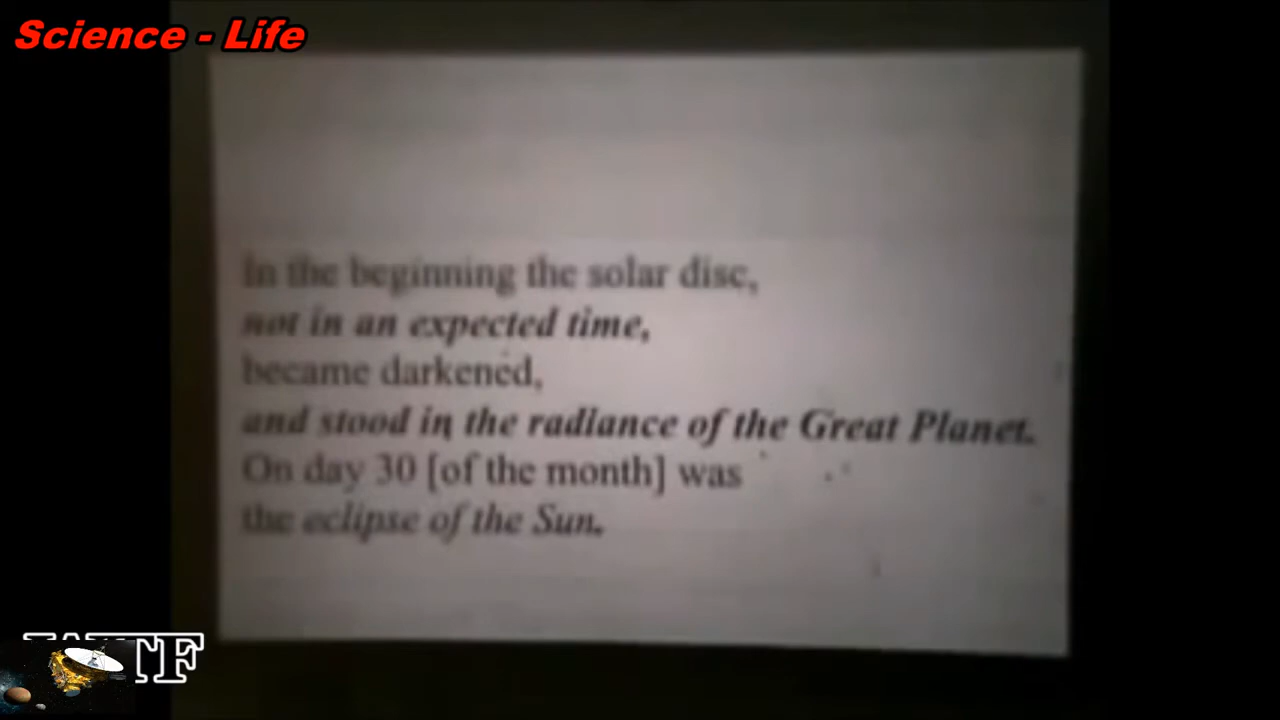 Science - Life
In the beginning the solar disc,
not in an expected time,
became darkened,
and stood in the radiance of the Great Planet.
On day 30 [of the month] was
the eclipse of the Sun.